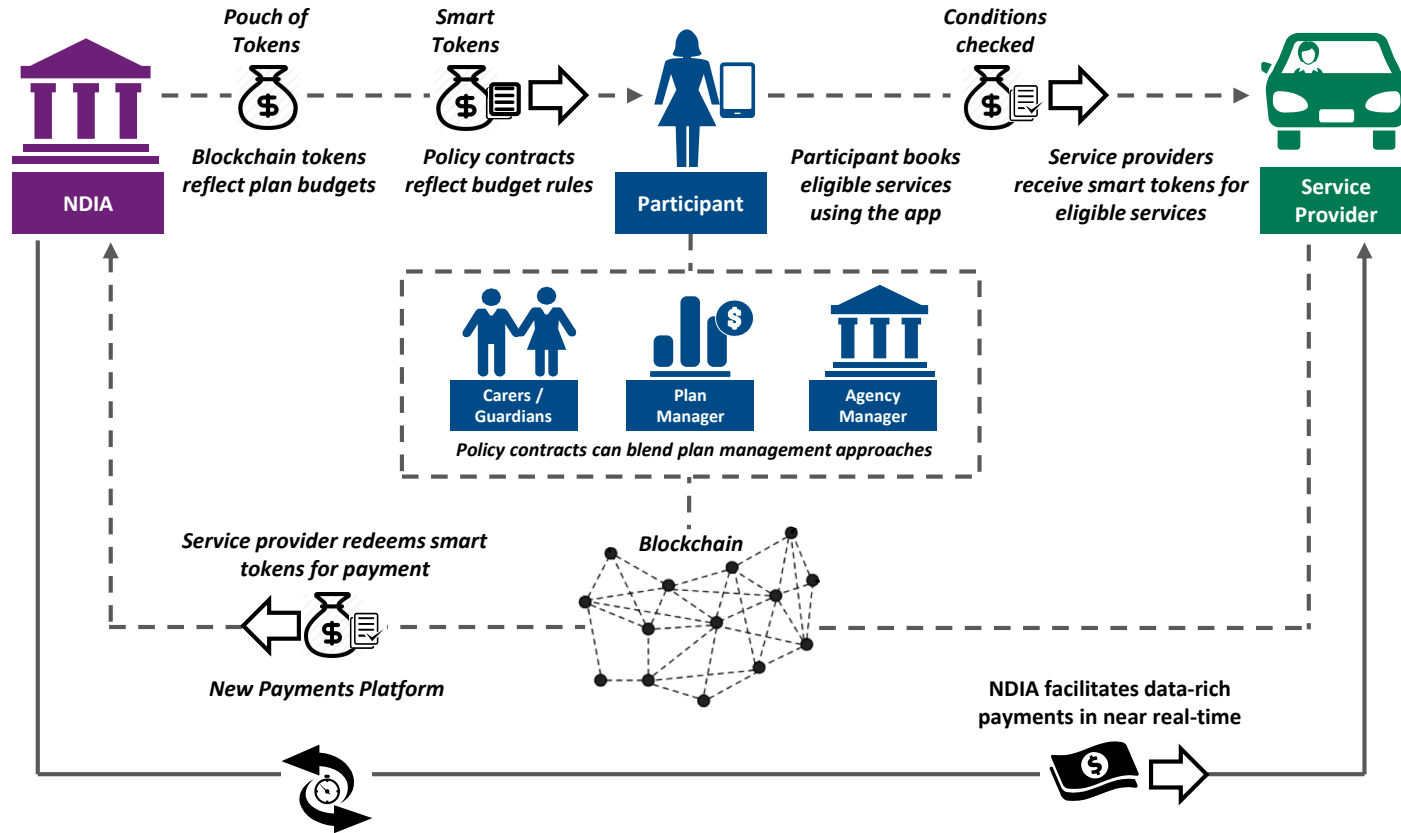 Pouch of
Tokens
Smart
Tokens
Conditions
checked
$
$
$
Blockchain tokens
reflect plan budgets
Policy contracts
reflect budget rules
Participant books
eligible services
using the app
Service providers
receive smart tokens for
eligible services
NDIA
Participant
Service
Provider
$
Carers /
Guardians
Plan
Manager
Agency
Manager
Policy contracts can blend plan management approaches
Service provider redeems smart
tokens for payment
Blockchain
$
New Payments Platform
NDIA facilitates data-rich
payments in near real-time
$